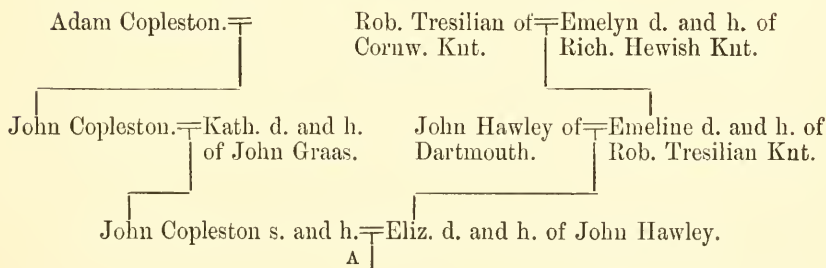 Adam Copleston. Rob. Tresilian of Emelyn d. and h. of
Cornw. Knt. Rich. Hewish Knt.
John Copleston. Kath. d. and h. John Hawley of Emeline d. and h. of
of John Graas. Dartmouth. Rob. Tresilian Knt.
John Copleston s. and h. Eliz. d. and h. of John Hawley.
A